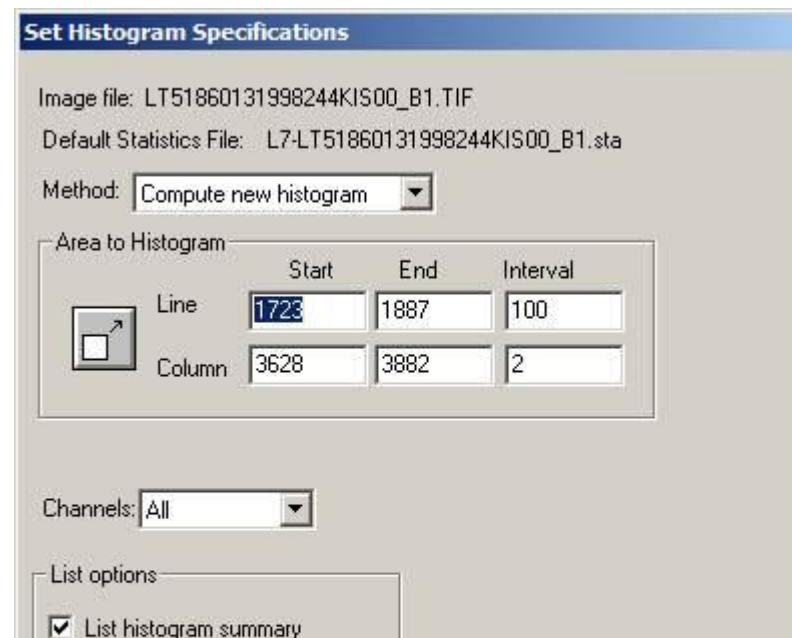 Set Histogram Specifications
Image file: LT51860131998244KIS00_B1.TIF
Default Statistics File: L7-LT51860131998244KIS00_B1.sta
Method: Compute new histogram
Area to Histogram
Start End Interval
Line 1723 1887 100
Column 3628 3882 2
Channels: All
List options
List histogram summary